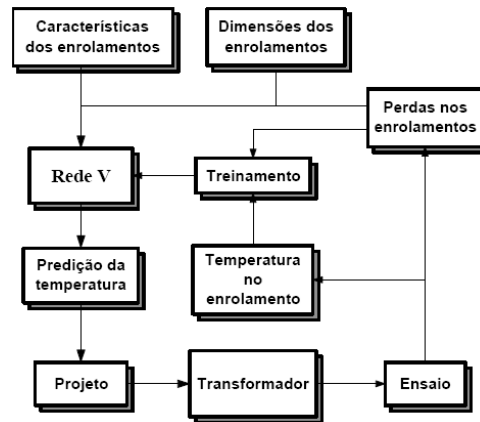 Características
dos enrolamentos
Dimensões dos
enrolamentos
Perdas nos
enrolamentos
Rede V
Treinamento
Predição da
temperatura
Temperatura
no
enrolamento
Projeto
Transformador
Ensaio